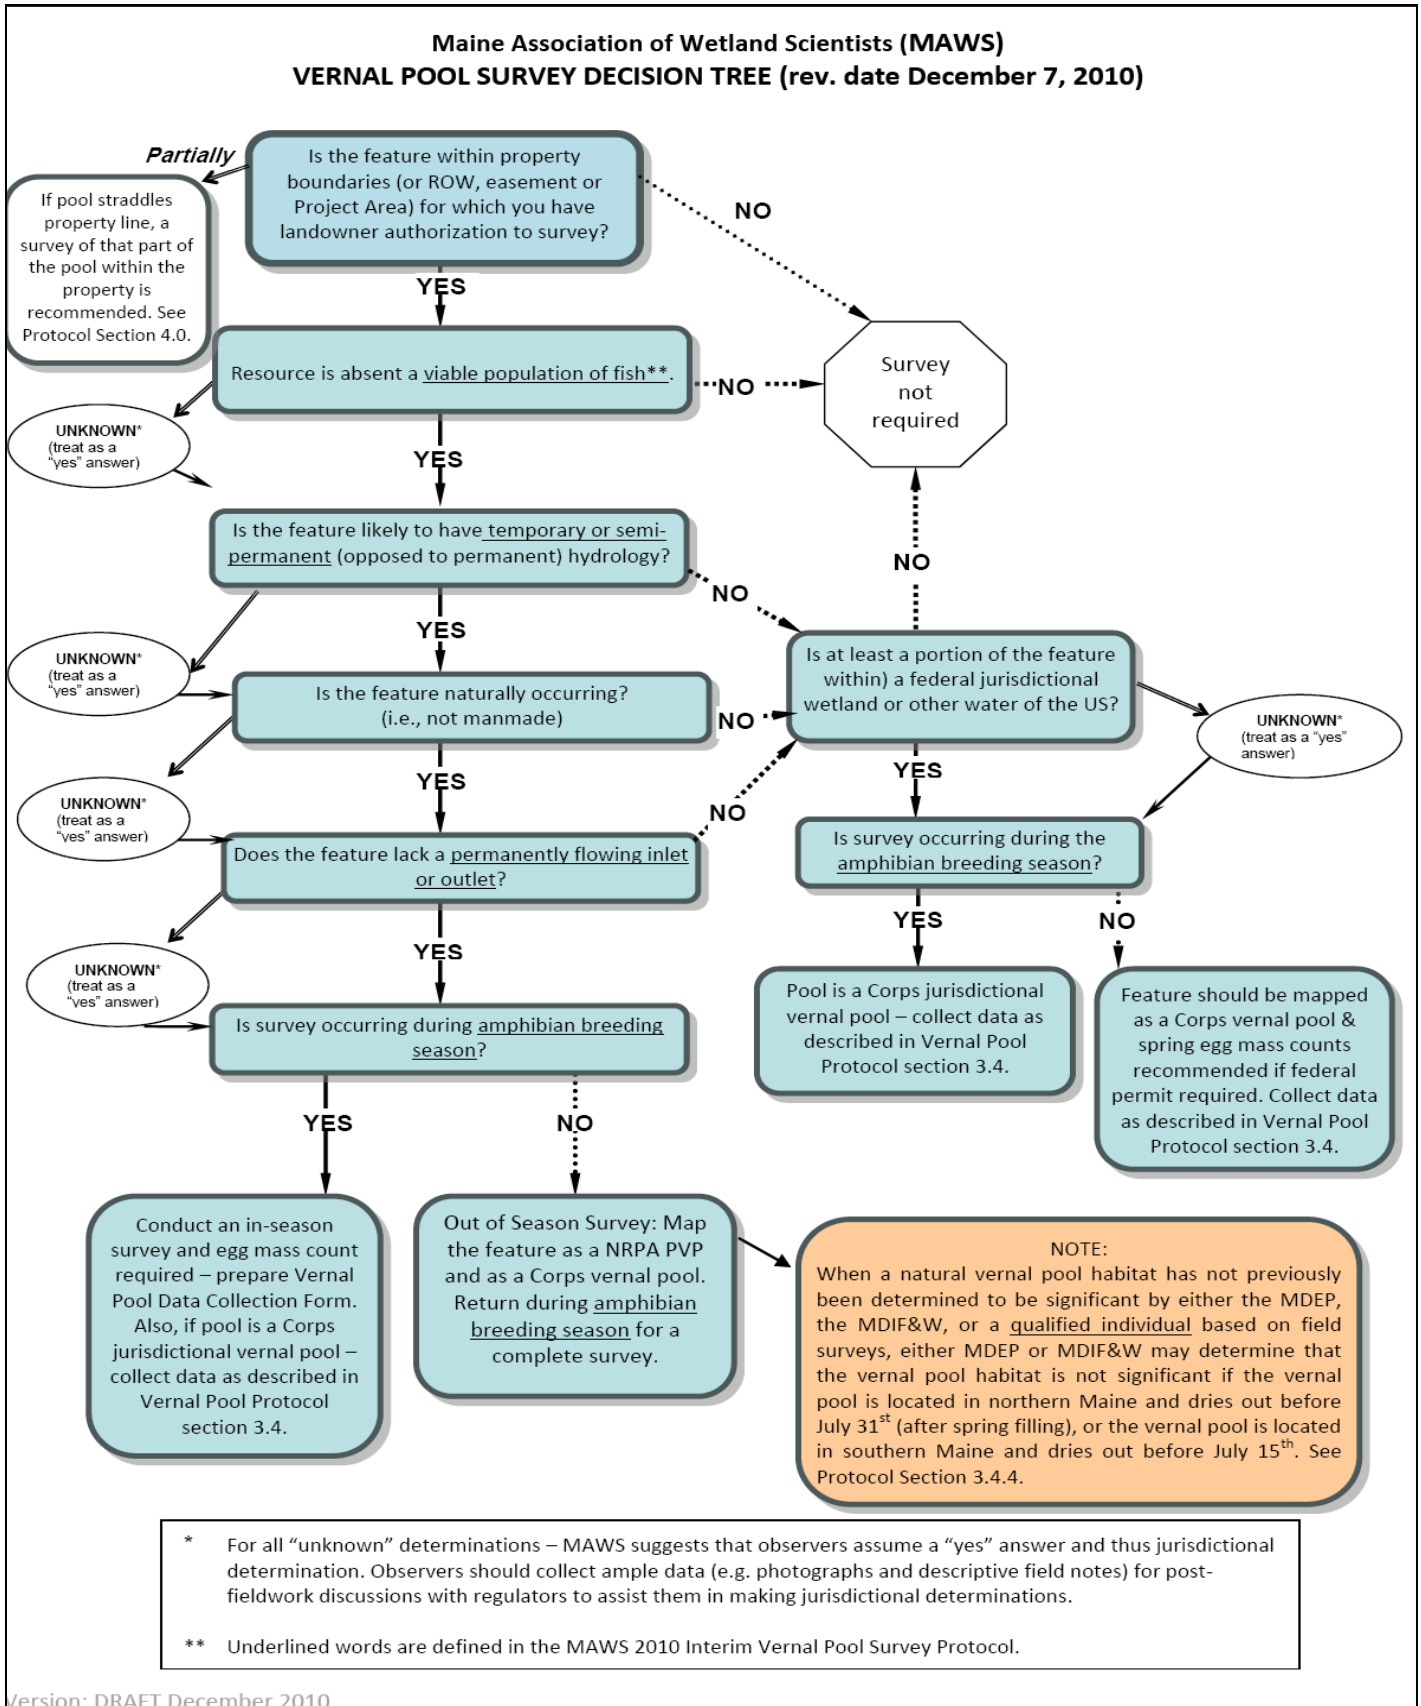 Maine Association of Wetland Scientists (MAWS)
VERNAL POOL SURVEY DECISION TREE (rev. date December 7, 2010)
Partially
Is the feature within property
boundaries (or ROW, easement or
Project Area) for which you have
landowner authorization to survey?
NO
If pool straddles
property line, a
survey of that part of
the pool within the
property is
recommended. See
Protocol Section 4.0.
YES
Resource is absent a viable population of fish**.
NO
Survey
not
required
UNKNOWN*
(treat as a
"yes" answer)
YES
Is the feature likely to have temporary or semi-
permanent (opposed to permanent) hydrology?
NO
NO
YES
UNKNOWN*
(treat as a
"yes" answer)
Is the feature naturally occurring?
(i.e., not manmade)
NO
Is at least a portion of the feature
within) a federal jurisdictional
wetland or other water of the US?
UNKNOWN*
(treat as a "yes"
answer)
YES
YES
UNKNOWN*
(treat as a
"yes" answer)
NO
Does the feature lack a permanently flowing inlet
or outlet?
Is survey occurring during the
amphibian breeding season?
YES
YES
NO
UNKNOWN*
(treat as a
"yes" answer)
Is survey occurring during amphibian breeding
season?
Pool is a Corps jurisdictional
vernal pool – collect data as
described in Vernal Pool
Protocol section 3.4.
Feature should be mapped
as a Corps vernal pool &
spring egg mass counts
recommended if federal
permit required. Collect data
as described in Vernal Pool
Protocol section 3.4.
YES
NO
Conduct an in-season
survey and egg mass count
required – prepare Vernal
Pool Data Collection Form.
Also, if pool is a Corps
jurisdictional vernal pool –
collect data as described in
Vernal Pool Protocol
section 3.4.
Out of Season Survey: Map
the feature as a NRPA PVP
and as a Corps vernal pool.
Return during amphibian
breeding season for a
complete survey.
NOTE:
When a natural vernal pool habitat has not previously
been determined to be significant by either the MDEP,
the MDIF&W, or a qualified individual based on field
surveys, either MDEP or MDIF&W may determine that
the vernal pool habitat is not significant if the vernal
pool is located in northern Maine and dries out before
July 31st (after spring filling), or the vernal pool is located
in southern Maine and dries out before July 15th. See
Protocol Section 3.4.4.
* For all "unknown" determinations – MAWS suggests that observers assume a "yes" answer and thus jurisdictional
determination. Observers should collect ample data (e.g. photographs and descriptive field notes) for post-
fieldwork discussions with regulators to assist them in making jurisdictional determinations.
** Underlined words are defined in the MAWS 2010 Interim Vernal Pool Survey Protocol.
Version: DRAFT December 2010